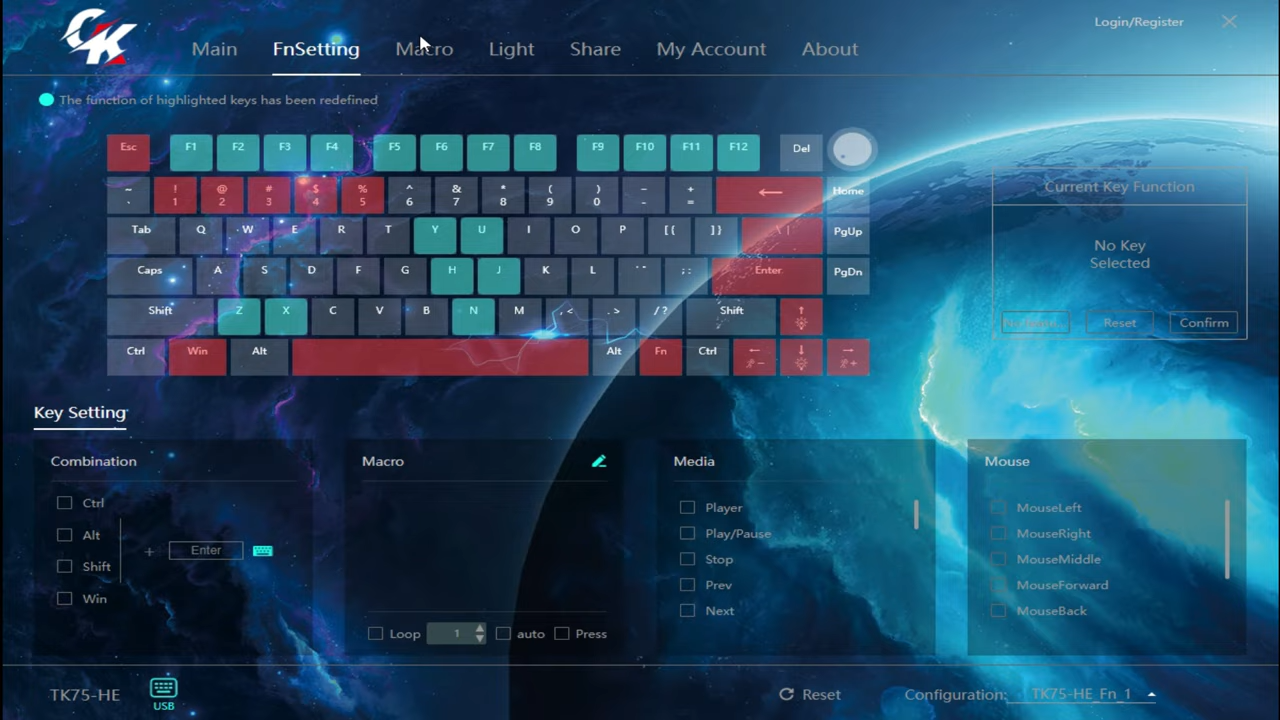 GK
Login/Register
Main FnSetting Macro Light Share My Account About
The function of highlighted keys has been redefined
Esc F1 F2 F3 F4 F5 F6 F7 F8 F9 F10 F11 F12 Del
~ ! @ # $ % ^ & * ( ) − + ← Home
` 1 2 3 4 5 6 7 8 9 0 - =
Tab Q W E R T Y U I O P [{ ]} \| PgUp
Caps A S D F G H J K L ;: Enter PgDn
Shift Z X C V B N M ,< .> /? Shift ↑
Ctrl Win Alt Alt Fn Ctrl ← ↓ →
Current Key Function
No Key
Selected
Reset Confirm
Key Setting
Combination
Ctrl
Alt
Shift
Win
+ Enter
Macro
Loop 1 auto Press
Media
Player
Play/Pause
Stop
Prev
Next
Mouse
MouseLeft
MouseRight
MouseMiddle
MouseForward
MouseBack
TK75-HE USB
Reset Configuration: TK75-HE_Fn_1